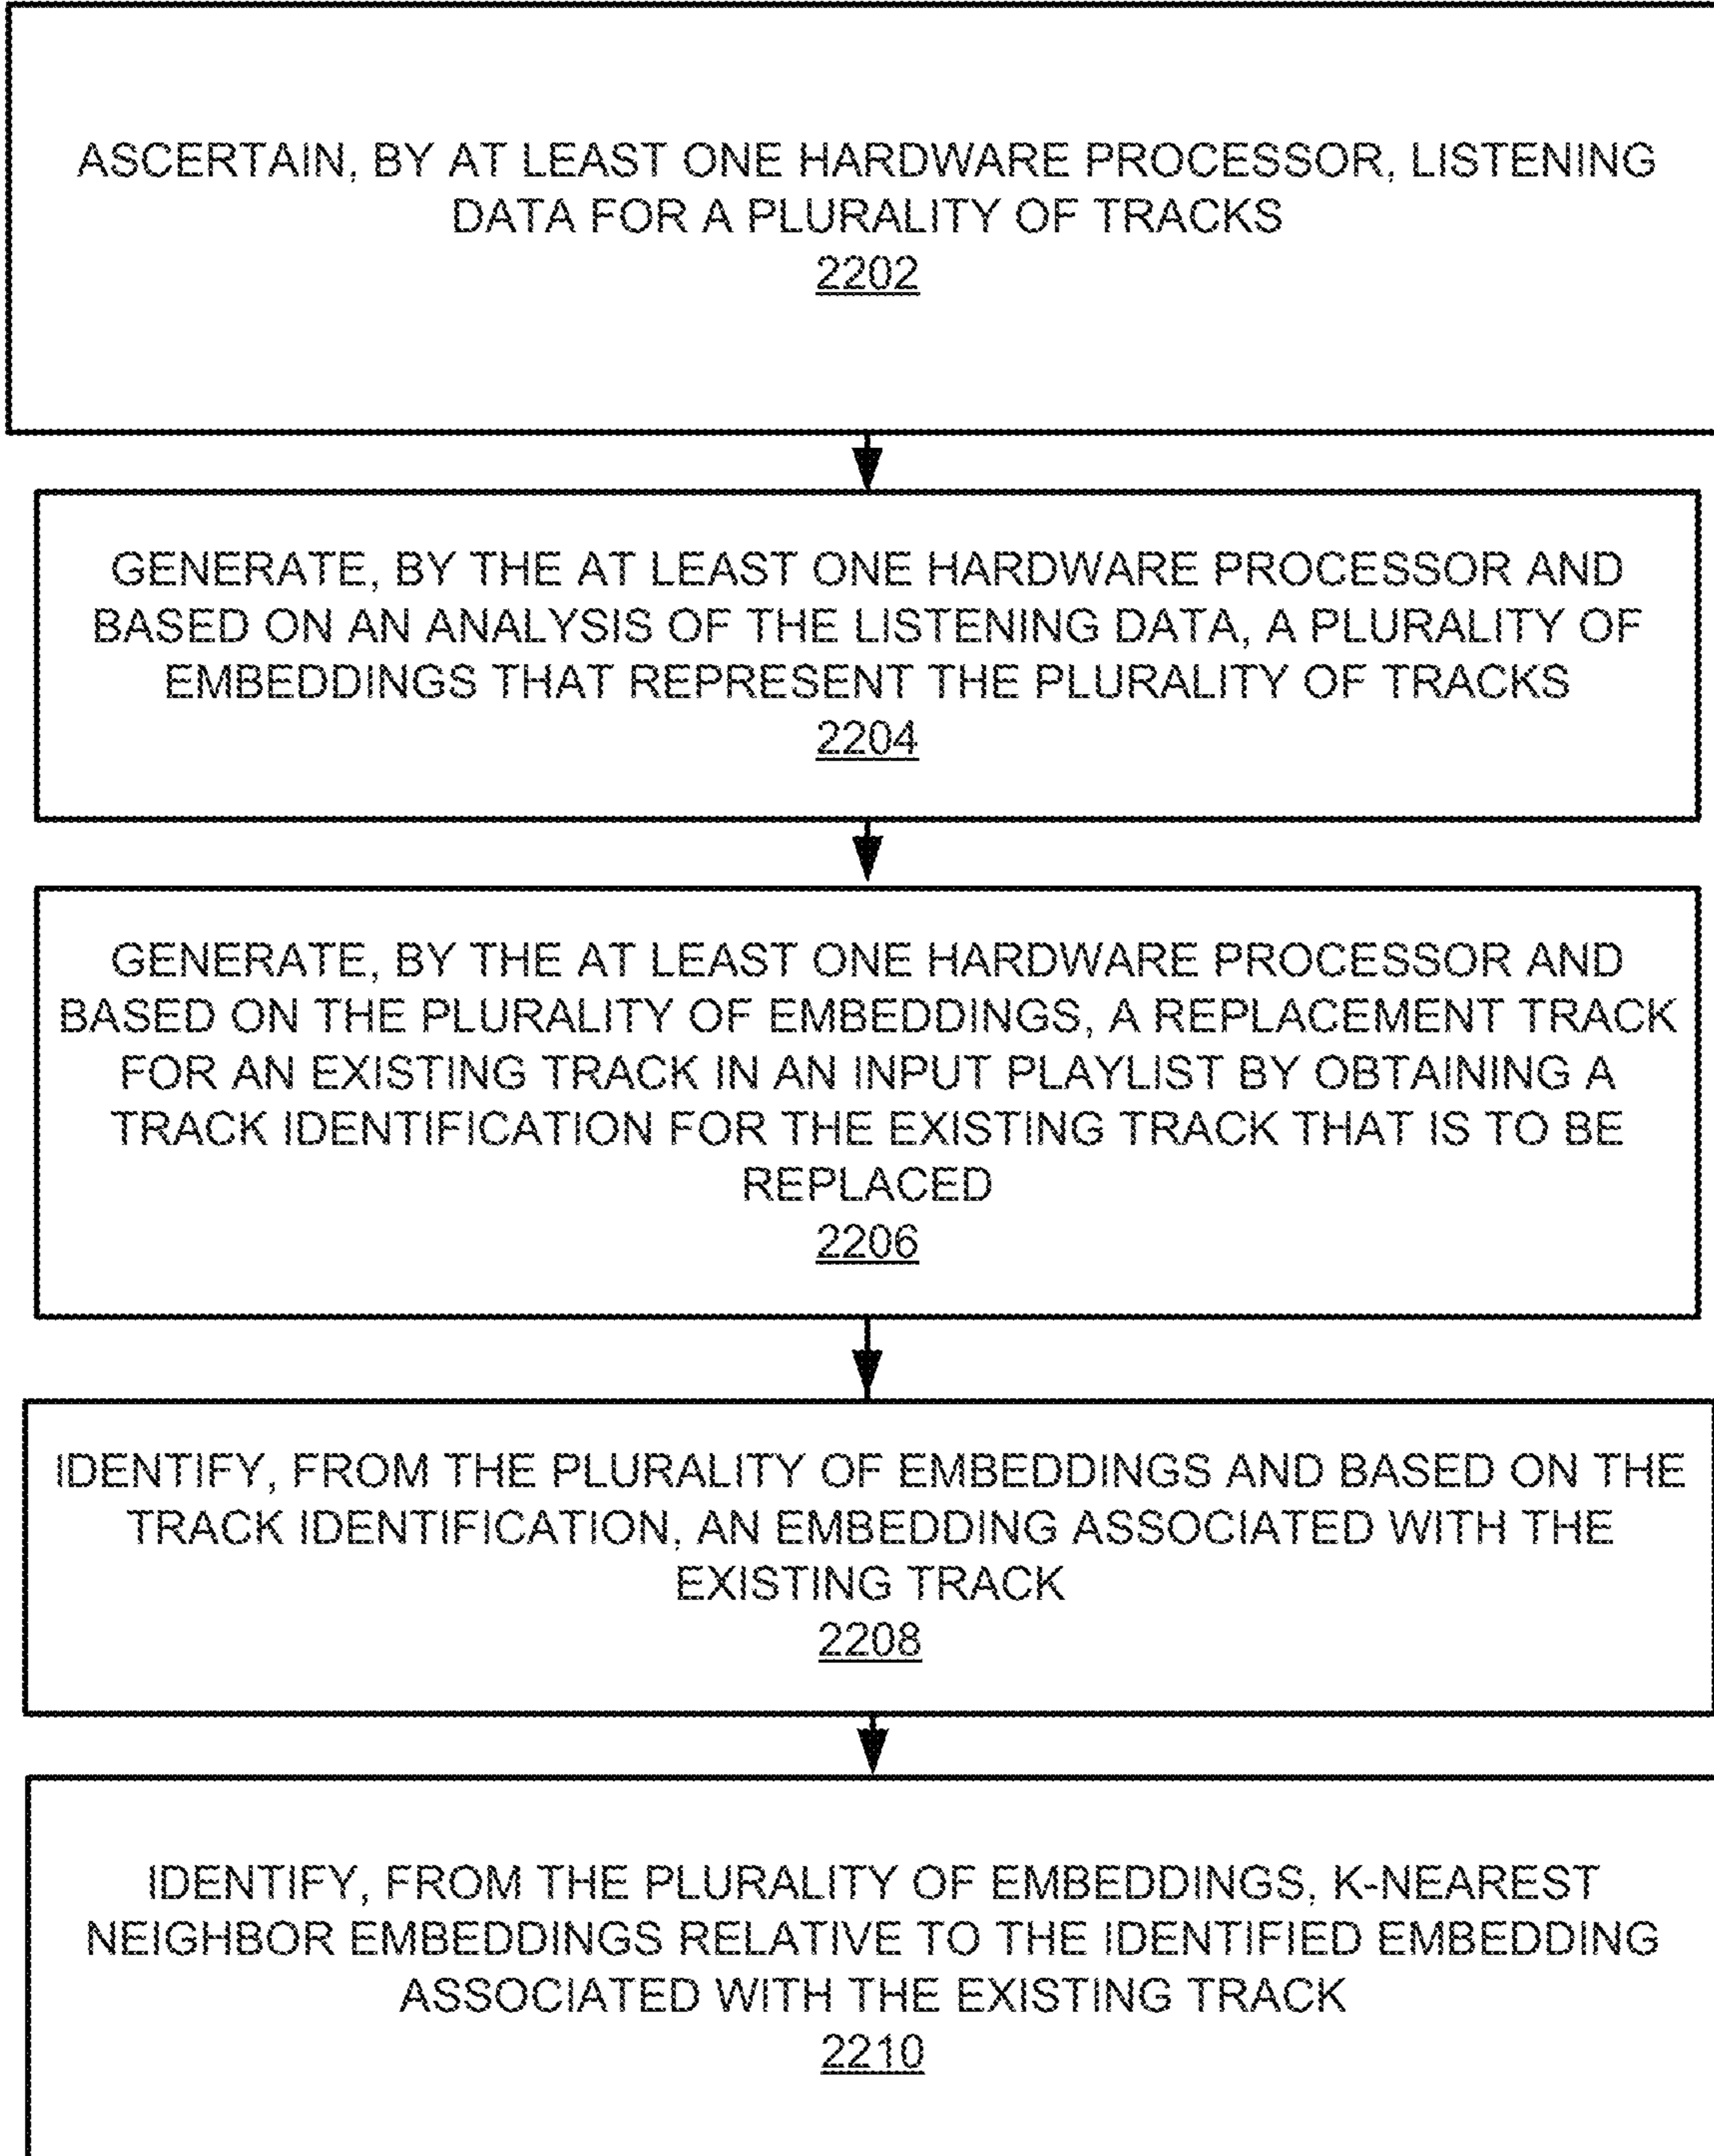 ASCERTAIN, BY AT LEAST ONE HARDWARE PROCESSOR, LISTENING
DATA FOR A PLURALITY OF TRACKS
2202
GENERATE, BY THE AT LEAST ONE HARDWARE PROCESSOR AND
BASED ON AN ANALYSIS OF THE LISTENING DATA, A PLURALITY OF
EMBEDDINGS THAT REPRESENT THE PLURALITY OF TRACKS
2204
GENERATE, BY THE AT LEAST ONE HARDWARE PROCESSOR AND
BASED ON THE PLURALITY OF EMBEDDINGS, A REPLACEMENT TRACK
FOR AN EXISTING TRACK IN AN INPUT PLAYLIST BY OBTAINING A
TRACK IDENTIFICATION FOR THE EXISTING TRACK THAT IS TO BE
REPLACED
2206
IDENTIFY, FROM THE PLURALITY OF EMBEDDINGS AND BASED ON THE
TRACK IDENTIFICATION, AN EMBEDDING ASSOCIATED WITH THE
EXISTING TRACK
2208
IDENTIFY, FROM THE PLURALITY OF EMBEDDINGS, K-NEAREST
NEIGHBOR EMBEDDINGS RELATIVE TO THE IDENTIFIED EMBEDDING
ASSOCIATED WITH THE EXISTING TRACK
2210